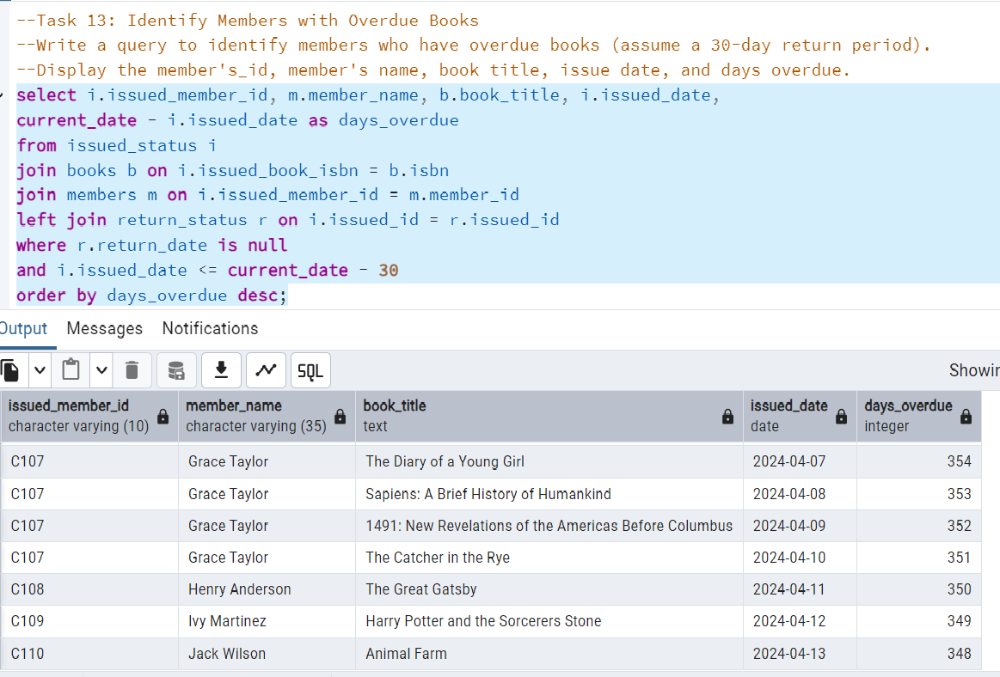 --Task 13: Identify Members with Overdue Books
--Write a query to identify members who have overdue books (assume a 30-day return period).
--Display the member's_id, member's name, book title, issue date, and days overdue.
select i.issued_member_id, m.member_name, b.book_title, i.issued_date,
current_date - i.issued_date as days_overdue
from issued_status i
join books b on i.issued_book_isbn = b.isbn
join members m on i.issued_member_id = m.member_id
left join return_status r on i.issued_id = r.issued_id
where r.return_date is null
and i.issued_date <= current_date - 30
order by days_overdue desc;
Output Messages Notifications
SQL
Showin
issued_member_id member_name book_title issued_date days_overdue
character varying (10) character varying (35) text date integer
C107 Grace Taylor The Diary of a Young Girl 2024-04-07 354
C107 Grace Taylor Sapiens: A Brief History of Humankind 2024-04-08 353
C107 Grace Taylor 1491: New Revelations of the Americas Before Columbus 2024-04-09 352
C107 Grace Taylor The Catcher in the Rye 2024-04-10 351
C108 Henry Anderson The Great Gatsby 2024-04-11 350
C109 Ivy Martinez Harry Potter and the Sorcerers Stone 2024-04-12 349
C110 Jack Wilson Animal Farm 2024-04-13 348